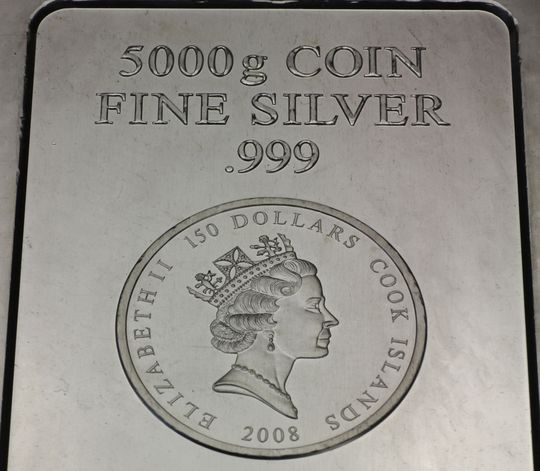 5000g COIN
FINE SILVER
.999
ELIZABETH II 150 DOLLARS COOK ISLANDS
2008